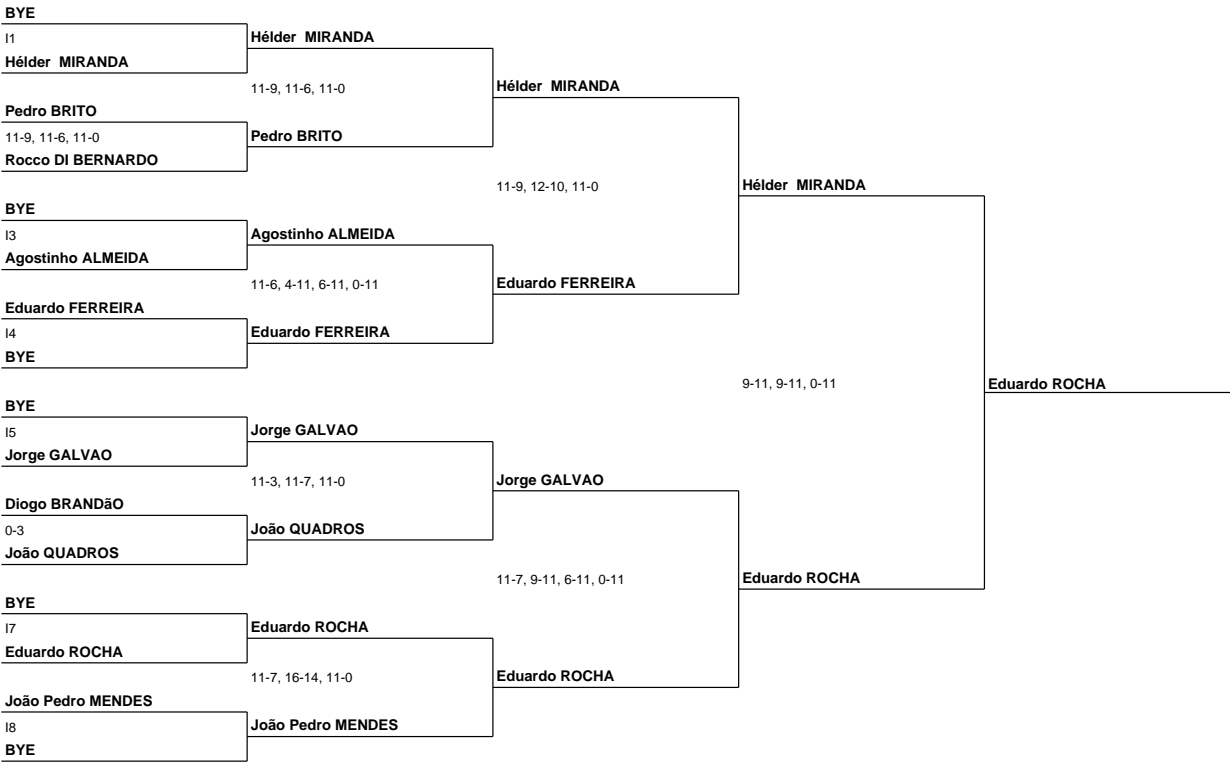 BYE
I1
Hélder  MIRANDA
Hélder  MIRANDA
11-9, 11-6, 11-0
Hélder  MIRANDA
Pedro BRITO
11-9, 11-6, 11-0
Pedro BRITO
Rocco DI BERNARDO
11-9, 12-10, 11-0
Hélder  MIRANDA
BYE
I3
Agostinho ALMEIDA
Agostinho ALMEIDA
11-6, 4-11, 6-11, 0-11
Eduardo FERREIRA
Eduardo FERREIRA
I4
Eduardo FERREIRA
BYE
9-11, 9-11, 0-11
Eduardo ROCHA
BYE
I5
Jorge GALVAO
Jorge GALVAO
11-3, 11-7, 11-0
Jorge GALVAO
Diogo BRANDãO
0-3
João QUADROS
João QUADROS
11-7, 9-11, 6-11, 0-11
Eduardo ROCHA
BYE
I7
Eduardo ROCHA
Eduardo ROCHA
11-7, 16-14, 11-0
Eduardo ROCHA
João Pedro MENDES
I8
João Pedro MENDES
BYE